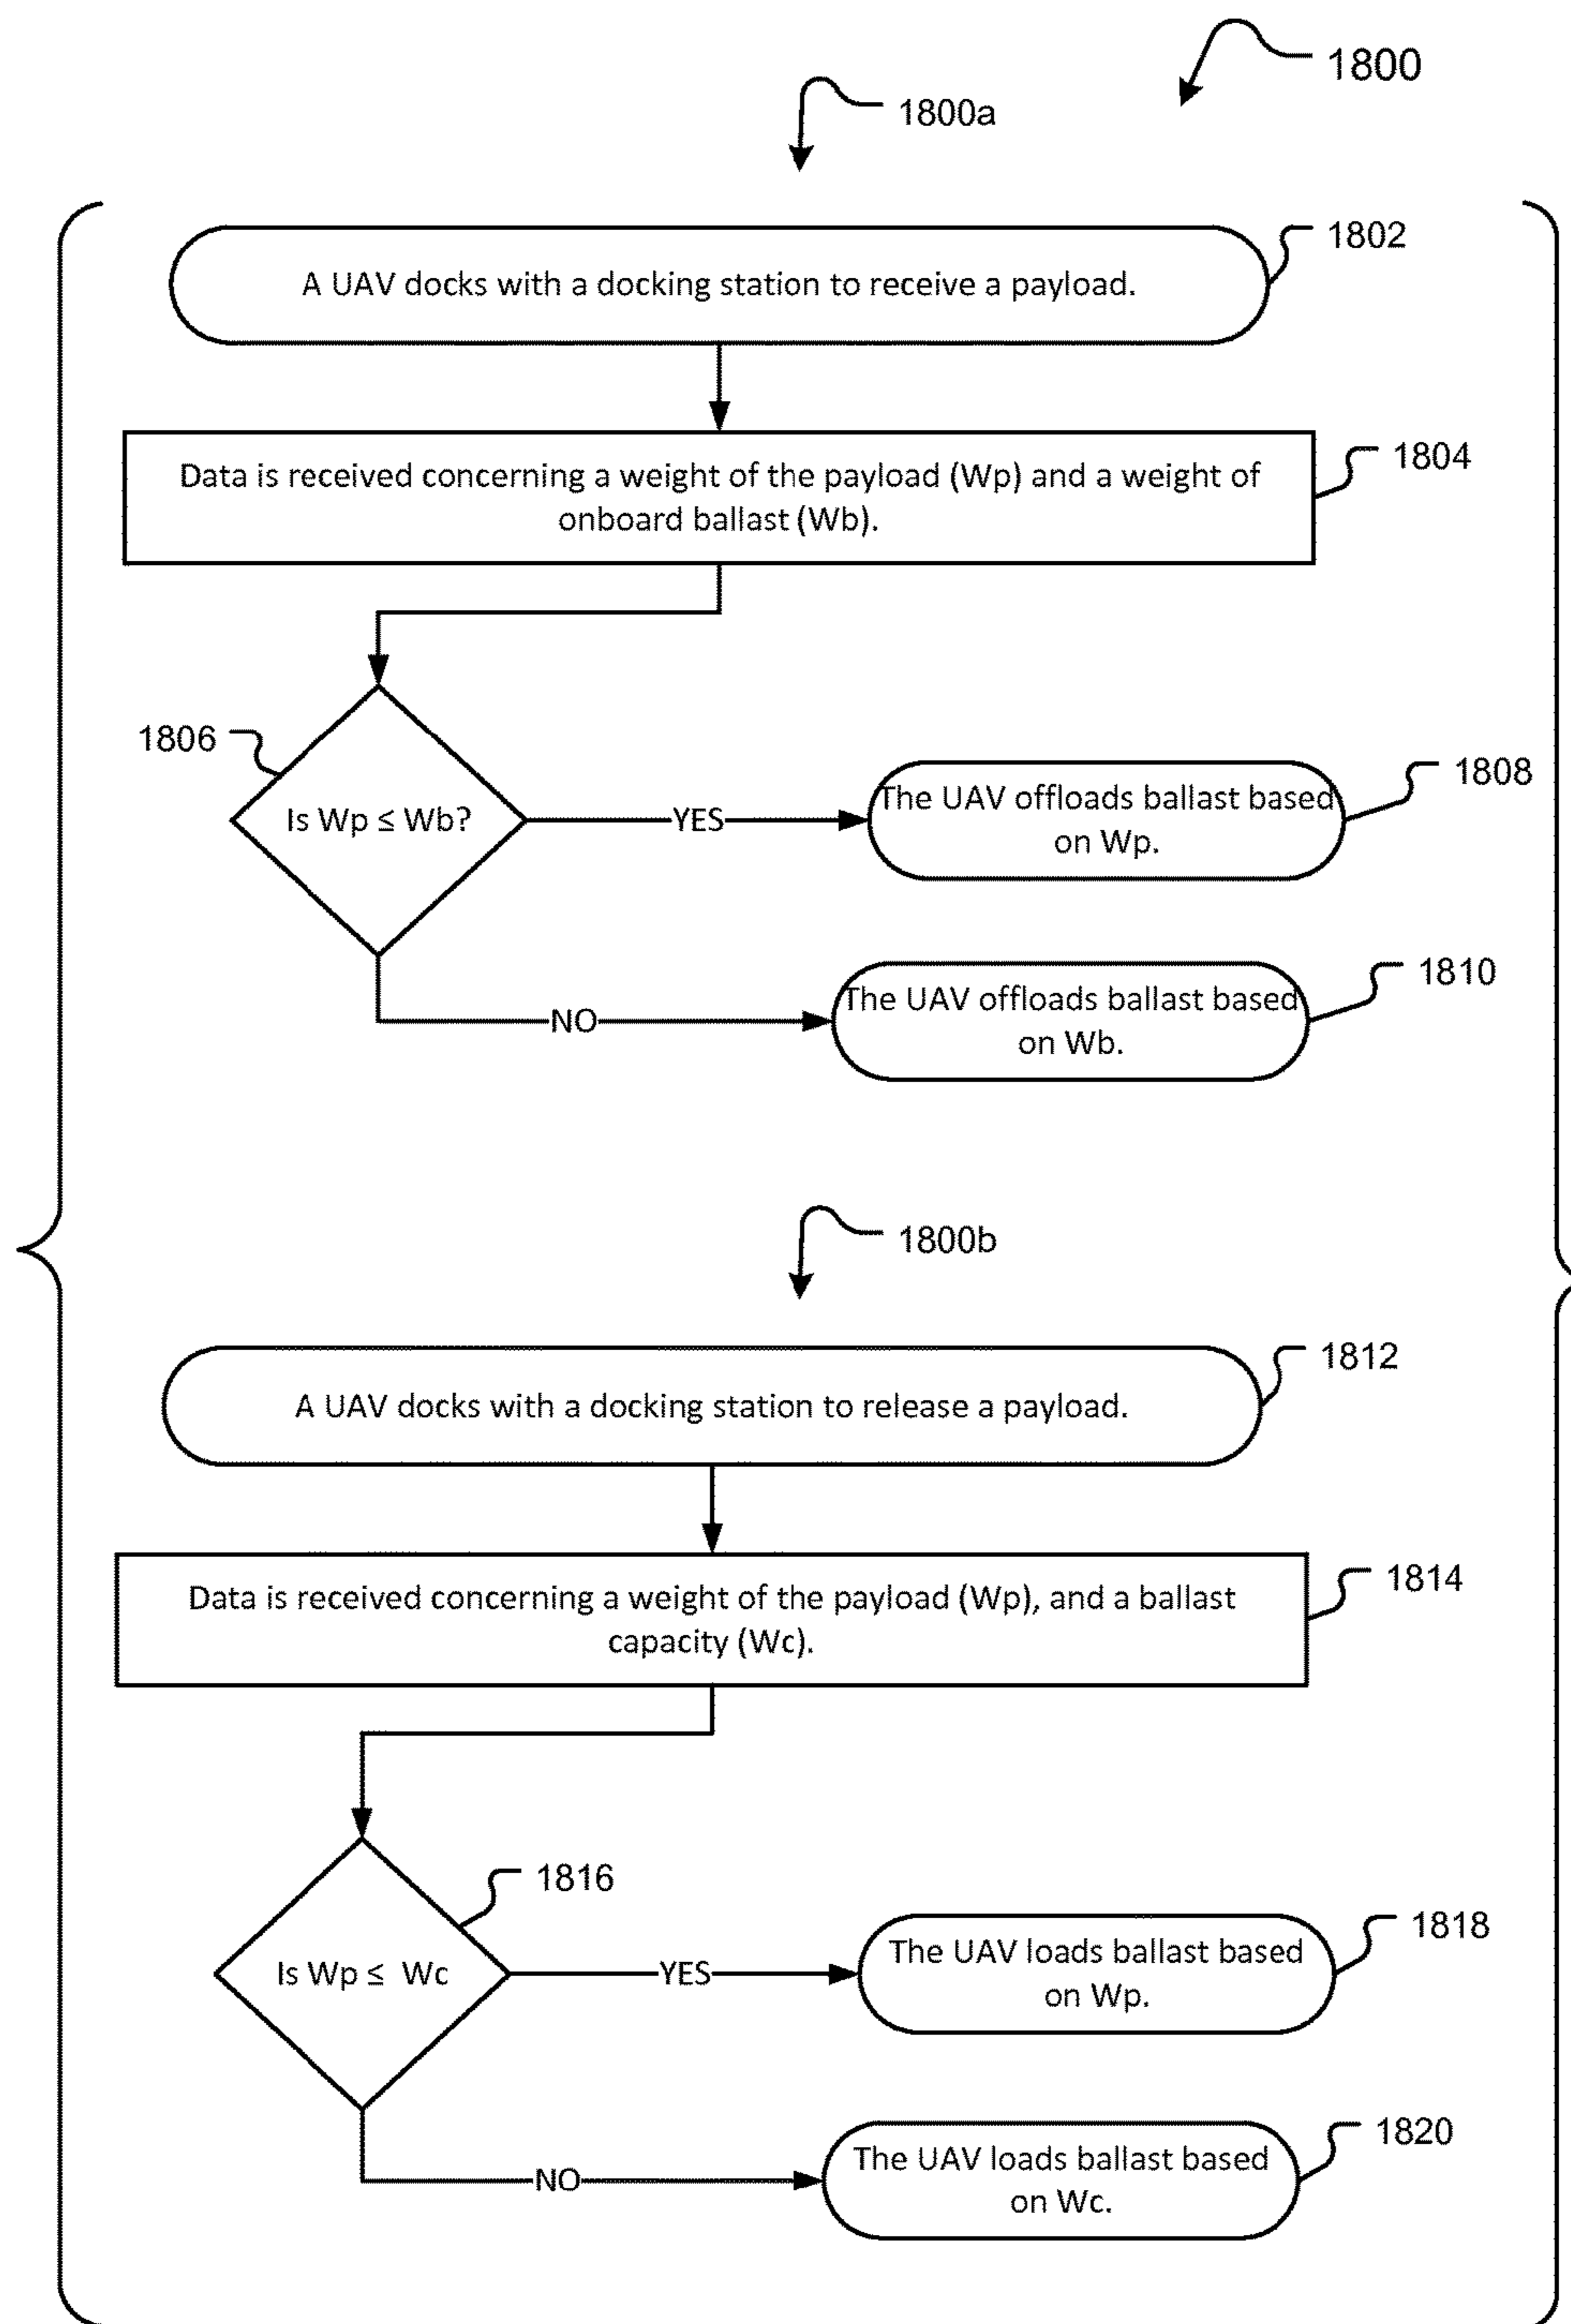 1800
1800a
1802
A UAV docks with a docking station to receive a payload.
1804
Data is received concerning a weight of the payload (Wp) and a weight of
onboard ballast (Wb).
1806
Is Wp ≤ Wb?
YES
1808
The UAV offloads ballast based
on Wp.
NO
1810
The UAV offloads ballast based
on Wb.
1800b
1812
A UAV docks with a docking station to release a payload.
1814
Data is received concerning a weight of the payload (Wp), and a ballast
capacity (Wc).
1816
Is Wp ≤ Wc
YES
1818
The UAV loads ballast based
on Wp.
NO
1820
The UAV loads ballast based
on Wc.